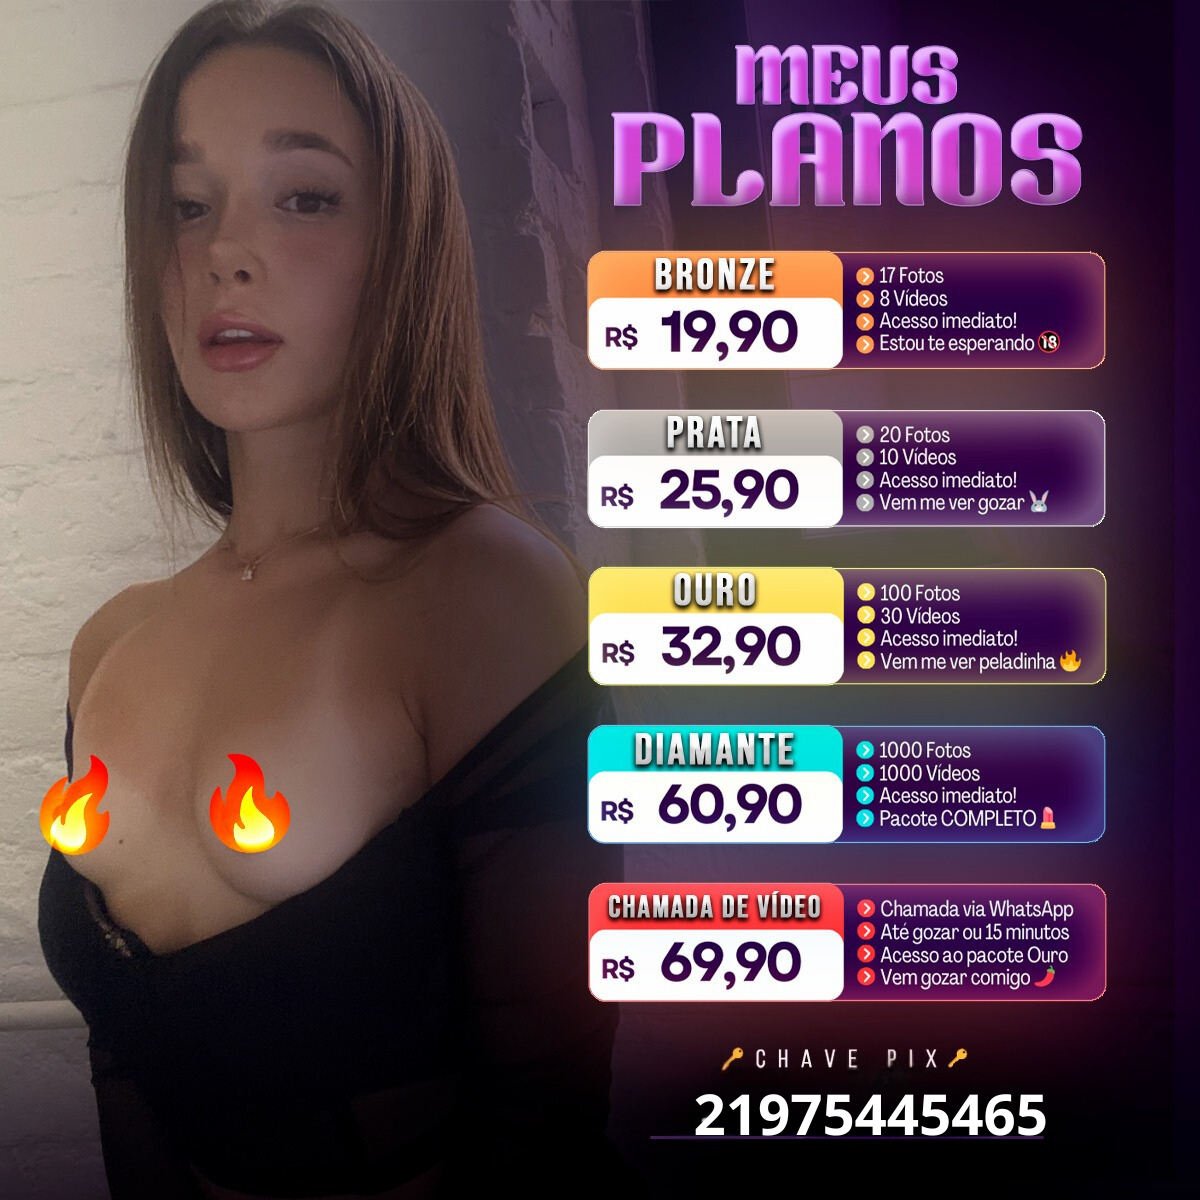 MEUS
PLANOS
BRONZE
R$ 19,90
17 Fotos
8 Vídeos
Acesso imediato!
Estou te esperando 🔞
PRATA
R$ 25,90
20 Fotos
10 Vídeos
Acesso imediato!
Vem me ver gozar 🐰
OURO
R$ 32,90
100 Fotos
30 Vídeos
Acesso imediato!
Vem me ver peladinha 🔥
DIAMANTE
R$ 60,90
1000 Fotos
1000 Vídeos
Acesso imediato!
Pacote COMPLETO 💄
CHAMADA DE VÍDEO
R$ 69,90
Chamada via WhatsApp
Até gozar ou 15 minutos
Acesso ao pacote Ouro
Vem gozar comigo 🌶️
🔑 CHAVE PIX 🔑
21975445465